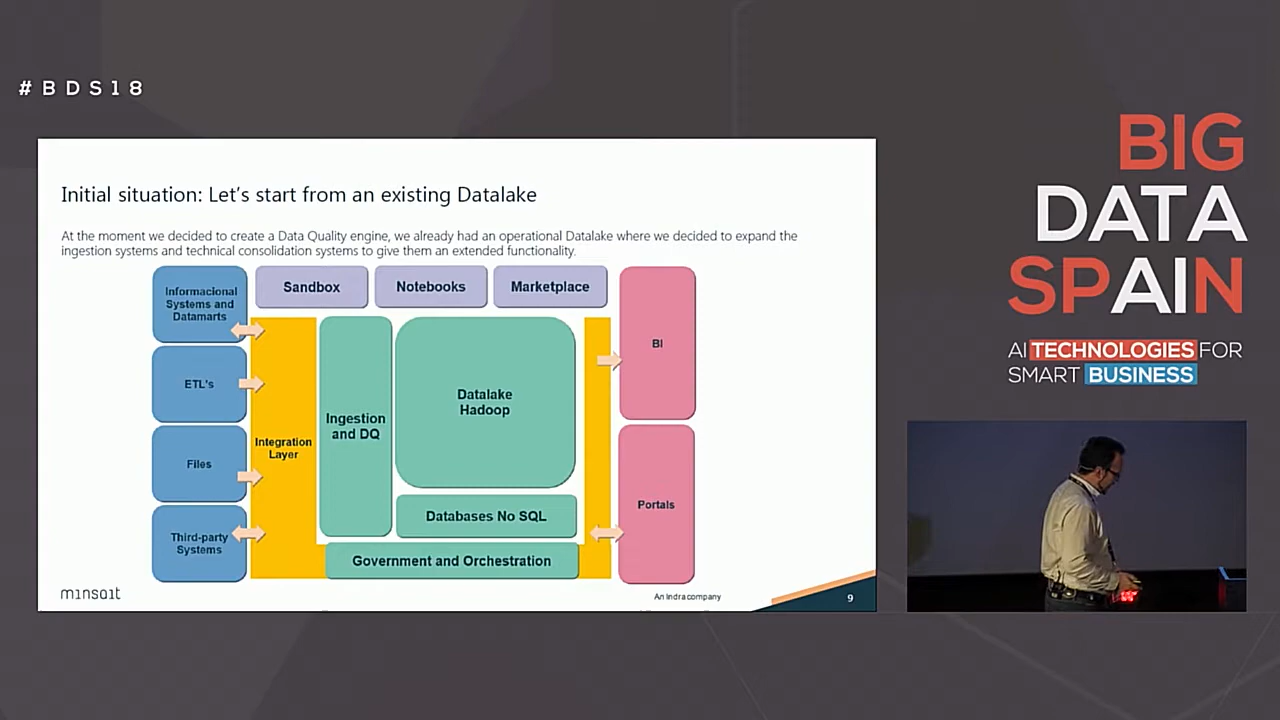 #BDS18
BIG
DATA
SPAIN
AI TECHNOLOGIES FOR
SMART BUSINESS
Initial situation: Let's start from an existing Datalake
At the moment we decided to create a Data Quality engine, we already had an operational Datalake where we decided to expand the
ingestion systems and technical consolidation systems to give them an extended functionality.
Informacional
Systems and
Datamarts
ETL's
Files
Third-party
Systems
Sandbox
Notebooks
Marketplace
Integration
Layer
Ingestion
and DQ
Datalake
Hadoop
Databases No SQL
Government and Orchestration
BI
Portals
minsait
An Indra company
9